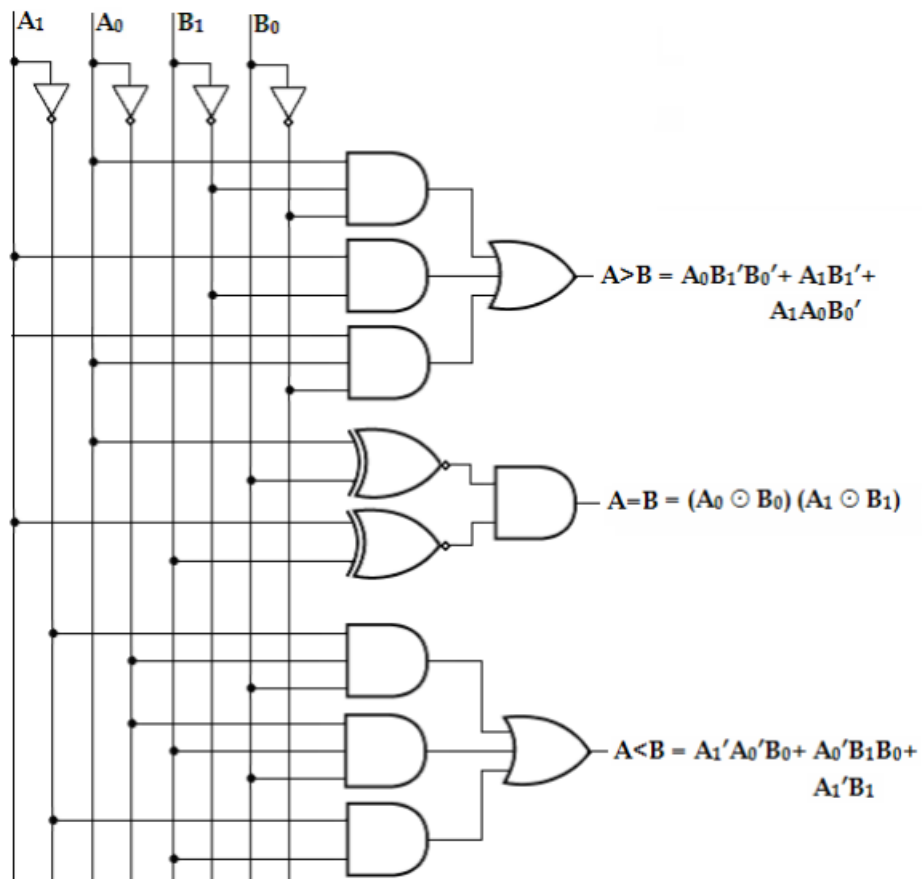 A₁ A₀ B₁ B₀
A>B = A₀B₁′B₀′+ A₁B₁′+
A₁A₀B₀′
A=B = (A₀ ⊙ B₀) (A₁ ⊙ B₁)
A<B = A₁′A₀′B₀+ A₀′B₁B₀+
A₁′B₁